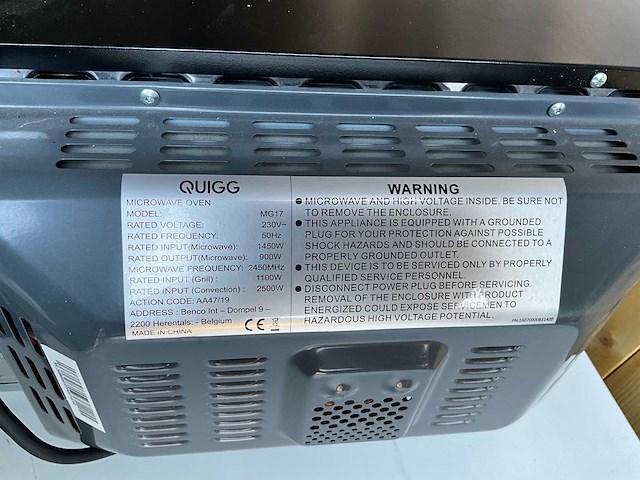 QUIGG
MICROWAVE OVEN
MODEL: MG17
RATED VOLTAGE: 230V~
RATED FREQUENCY: 50Hz
RATED INPUT(Microwave): 1450W
RATED OUTPUT(Microwave): 900W
MICROWAVE FREQUENCY: 2450MHz
RATED INPUT (Grill) : 1100W
RATED INPUT (Convection) : 2500W
ACTION CODE: AA47/19
ADDRESS : Benco Int – Dompel 9 –
2200 Herentals: - Belgium
MADE IN CHINA
CE
WARNING
● MICROWAVE AND HIGH VOLTAGE INSIDE. BE SURE NOT
TO REMOVE THE ENCLOSURE.
● THIS APPLIANCE IS EQUIPPED WITH A GROUNDED
PLUG FOR YOUR PROTECTION AGAINST POSSIBLE
SHOCK HAZARDS AND SHOULD BE CONNECTED TO A
PROPERLY GROUNDED OUTLET.
● THIS DEVICE IS TO BE SERVICED ONLY BY PROPERLY
QUALIFIED SERVICE PERSONNEL.
● DISCONNECT POWER PLUG BEFORE SERVICING.
REMOVAL OF THE ENCLOSURE WITH PRODUCT
ENERGIZED COULD EXPOSE SERVICEMEN TO
HAZARDOUS HIGH VOLTAGE POTENTIAL.